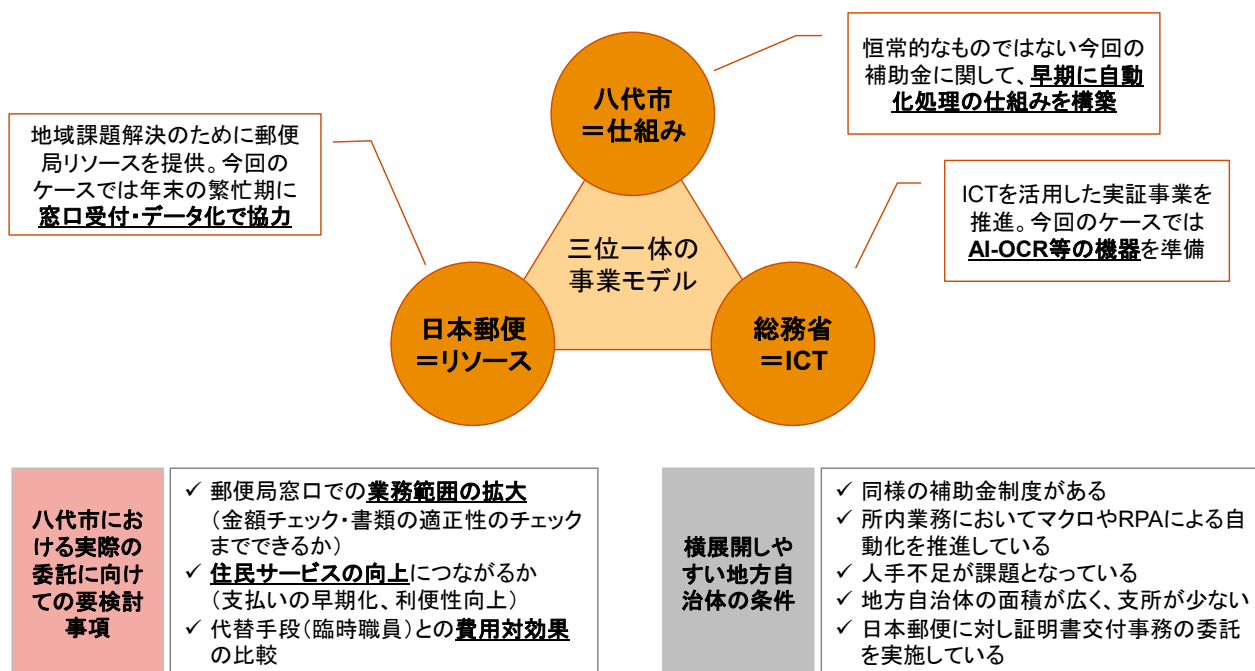 恒常的なものではない今回の
補助金に関して、早期に自動
化処理の仕組みを構築
八代市
＝仕組み
地域課題解決のために郵便
局リソースを提供。今回の
ケースでは年末の繁忙期に
窓口受付・データ化で協力
ICTを活用した実証事業を
推進。今回のケースでは
AI-OCR等の機器を準備
三位一体の
事業モデル
日本郵便
＝リソース
総務省
＝ICT
八代市にお
ける実際の
委託に向け
ての要検討
事項
✓ 郵便局窓口での業務範囲の拡大
（金額チェック・書類の適正性のチェック
までできるか）
✓ 住民サービスの向上につながるか
（支払いの早期化、利便性向上）
✓ 代替手段（臨時職員）との費用対効果
の比較
横展開しや
すい地方自
治体の条件
✓ 同様の補助金制度がある
✓ 所内業務においてマクロやRPAによる自
動化を推進している
✓ 人手不足が課題となっている
✓ 地方自治体の面積が広く、支所が少ない
✓ 日本郵便に対し証明書交付事務の委託
を実施している